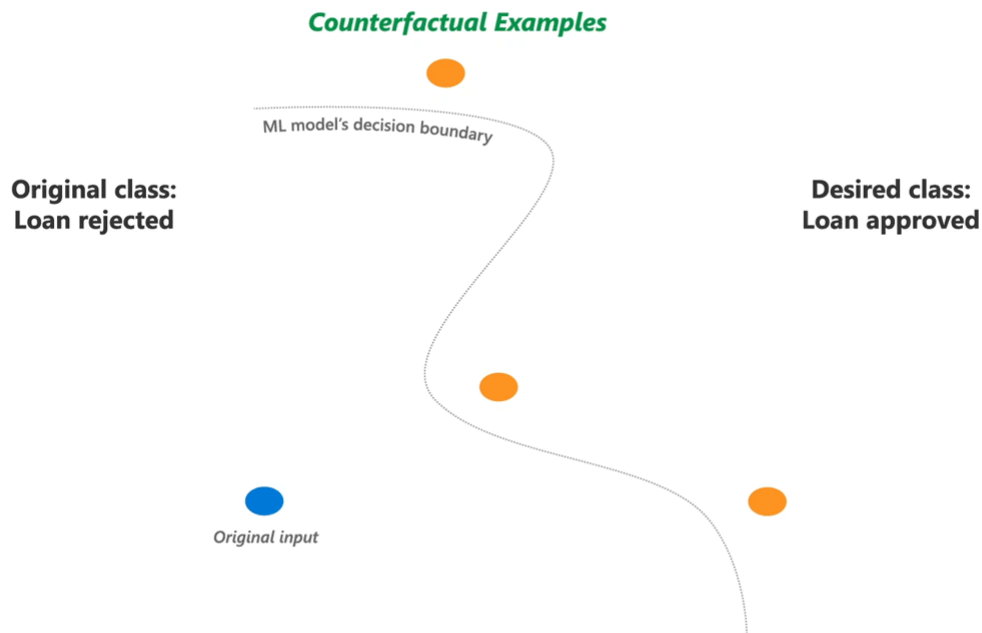 Counterfactual Examples
ML model's decision boundary
Original class:
Loan rejected
Desired class:
Loan approved
Original input